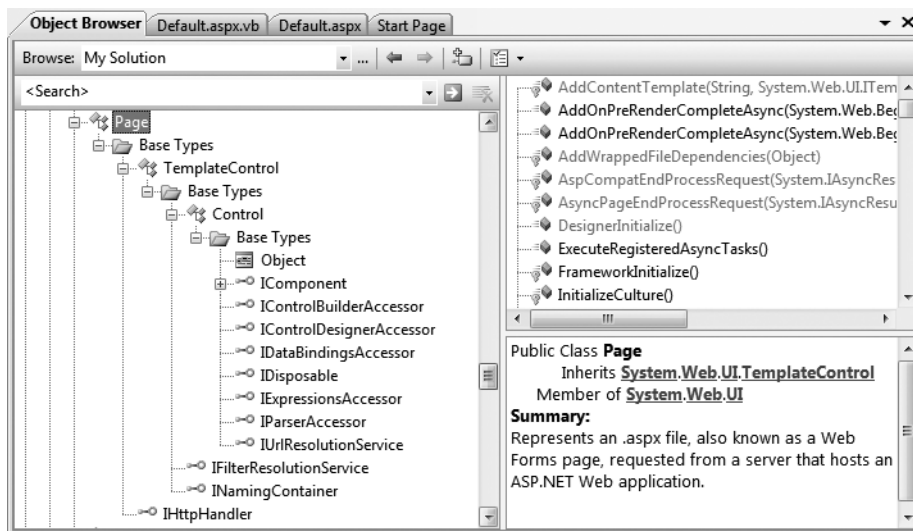 Object Browser Default.aspx.vb Default.aspx Start Page
Browse: My Solution
<Search>
Page
Base Types
TemplateControl
Base Types
Control
Base Types
Object
IComponent
IControlBuilderAccessor
IControlDesignerAccessor
IDataBindingsAccessor
IDisposable
IExpressionsAccessor
IParserAccessor
IUrlResolutionService
IFilterResolutionService
INamingContainer
IHttpHandler
AddContentTemplate(String, System.Web.UI.ITem
AddOnPreRenderCompleteAsync(System.Web.Beg
AddOnPreRenderCompleteAsync(System.Web.Beg
AddWrappedFileDependencies(Object)
AspCompatEndProcessRequest(System.IAsyncRes
AsyncPageEndProcessRequest(System.IAsyncResu
DesignerInitialize()
ExecuteRegisteredAsyncTasks()
FrameworkInitialize()
InitializeCulture()
Public Class Page
Inherits System.Web.UI.TemplateControl
Member of System.Web.UI
Summary:
Represents an .aspx file, also known as a Web
Forms page, requested from a server that hosts an
ASP.NET Web application.